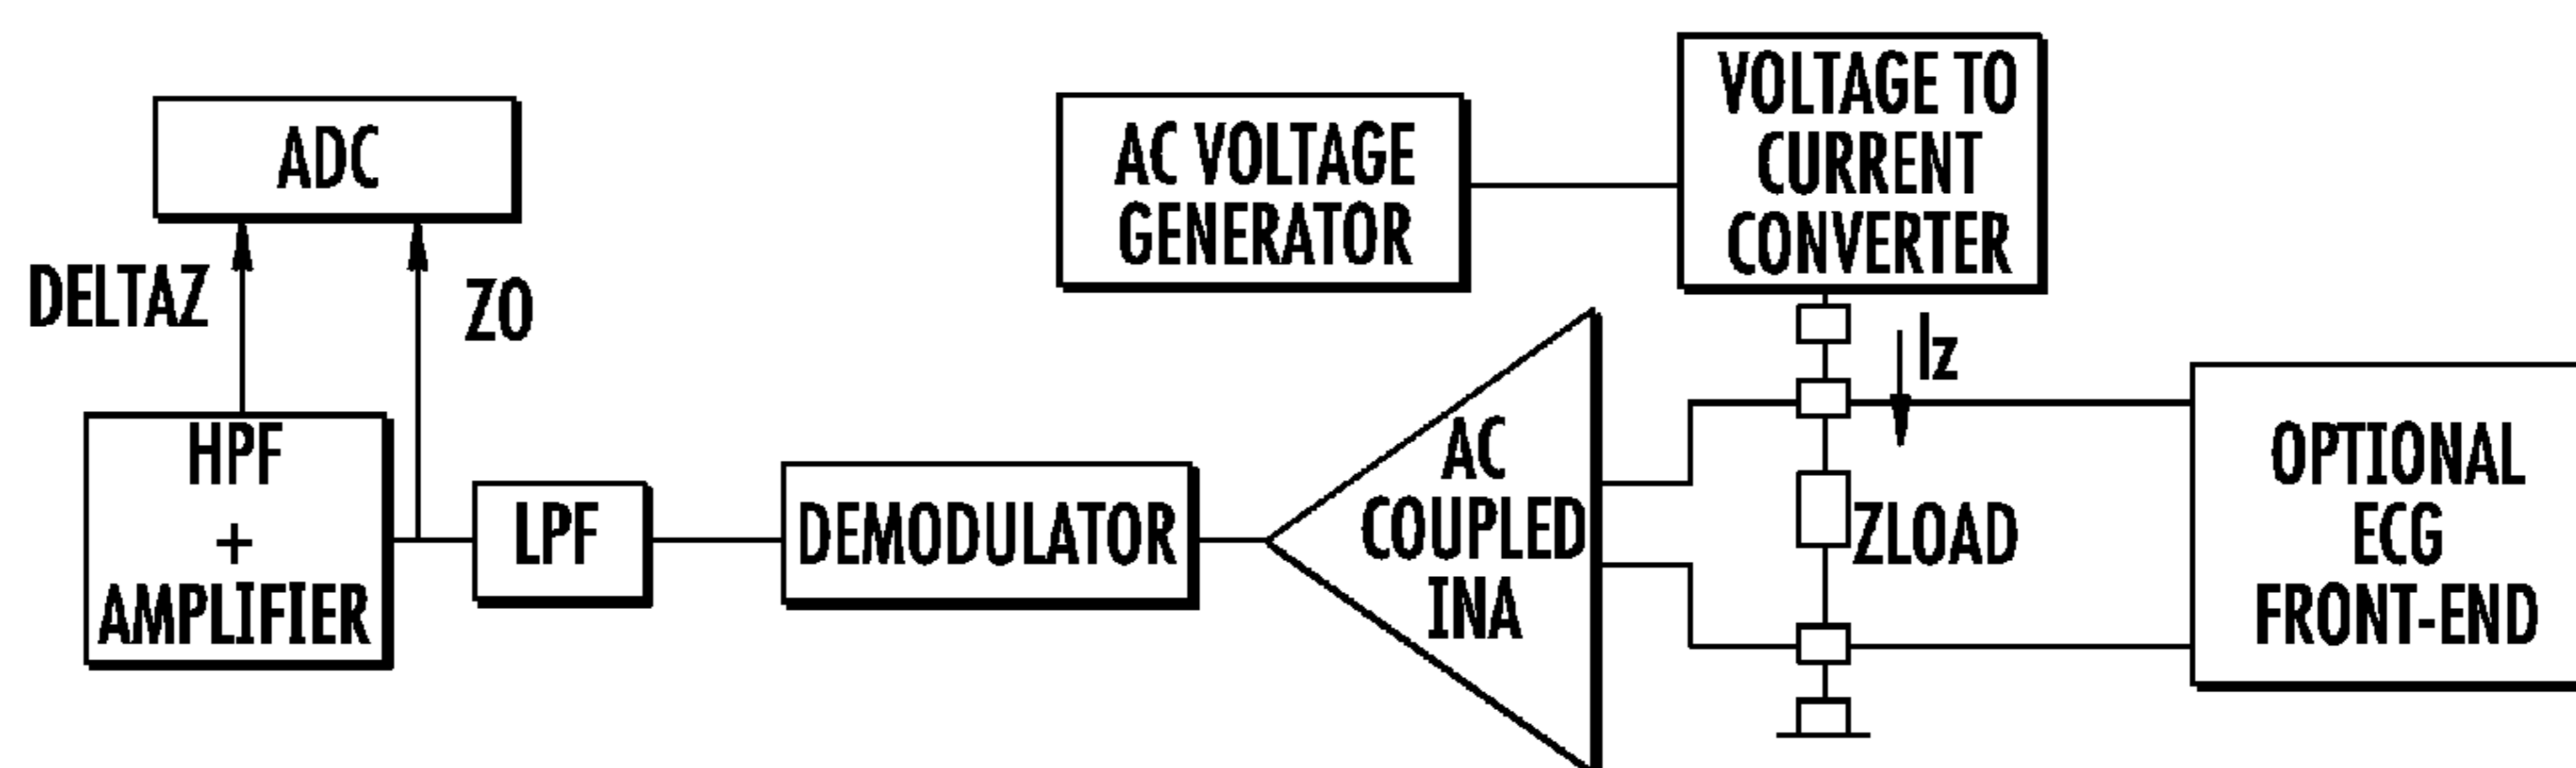 ADC
DELTAZ
ZO
HPF
+
AMPLIFIER
LPF
DEMODULATOR
AC
COUPLED
INA
AC VOLTAGE
GENERATOR
VOLTAGE TO
CURRENT
CONVERTER
Iz
ZLOAD
OPTIONAL
ECG
FRONT-END